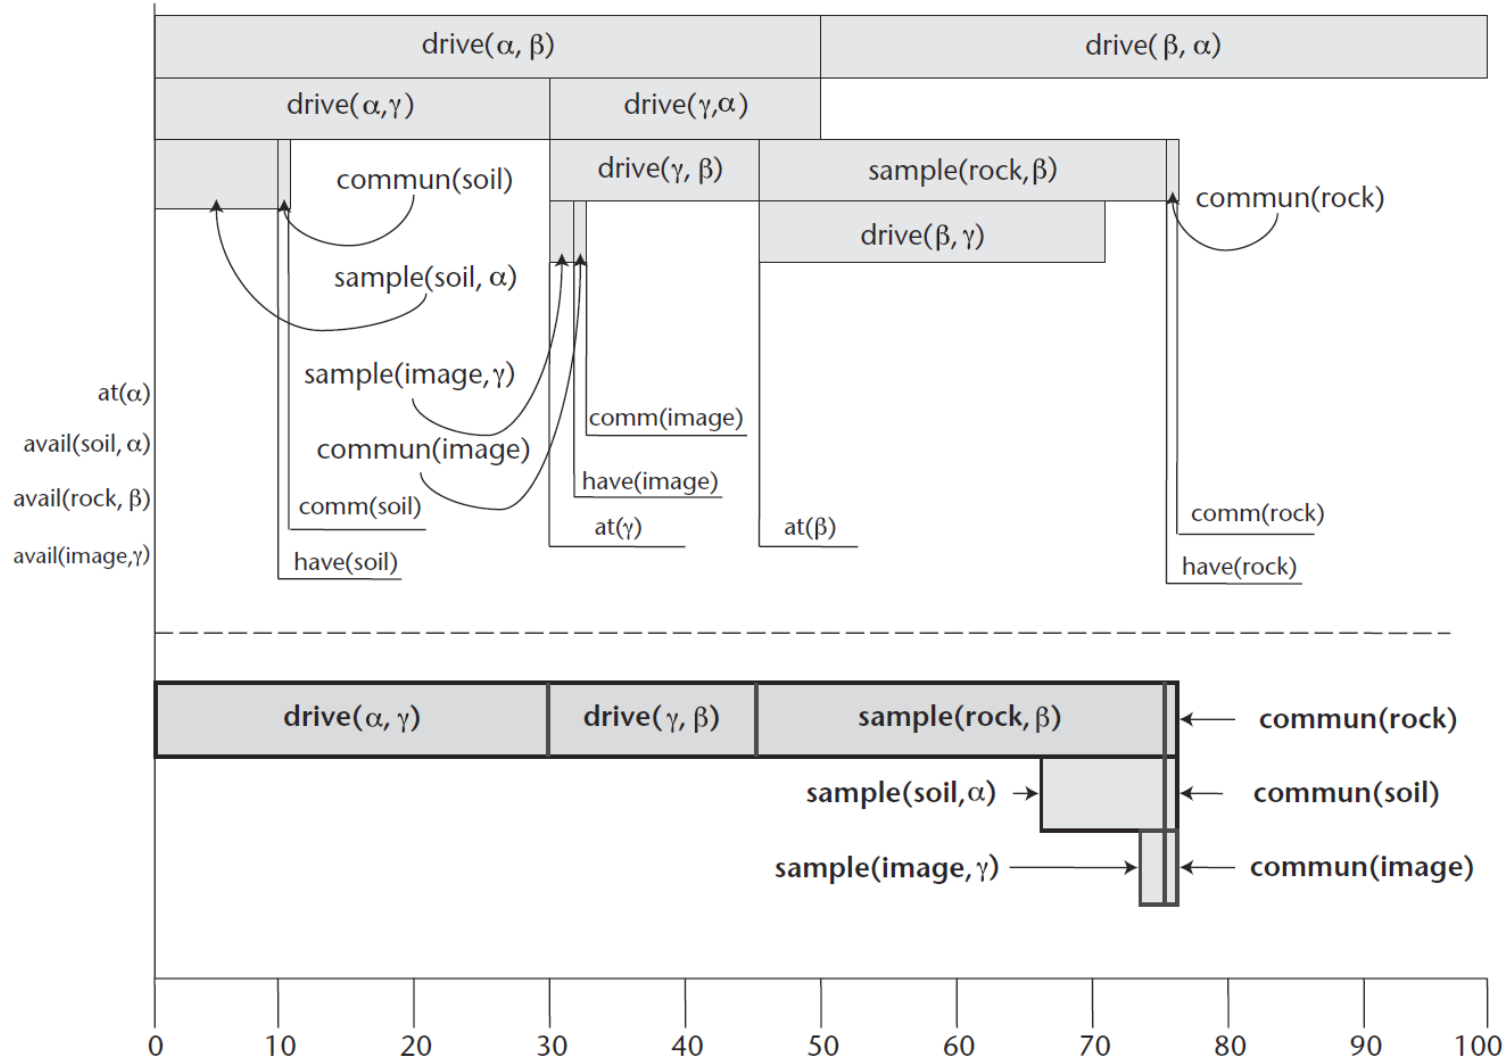 drive(α, β)
drive(β, α)
drive(α,γ)
drive(γ,α)
drive(γ, β)
sample(rock,β)
commun(soil)
commun(rock)
drive(β, γ)
sample(soil, α)
sample(image,γ)
at(α)
comm(image)
avail(soil, α)
commun(image)
have(image)
avail(rock, β)
comm(soil)
comm(rock)
at(γ)
at(β)
avail(image,γ)
have(soil)
have(rock)
drive(α, γ)
drive(γ, β)
sample(rock, β)
commun(rock)
sample(soil,α)
commun(soil)
sample(image,γ)
commun(image)
0 10 20 30 40 50 60 70 80 90 100